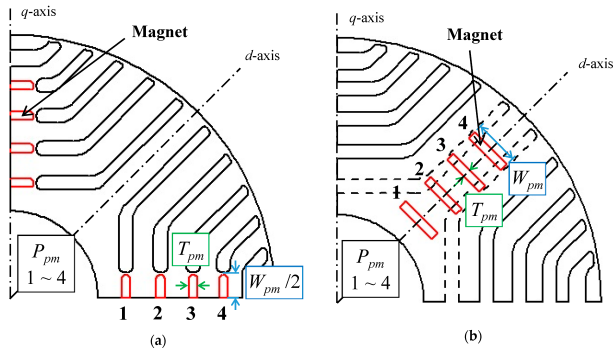 q-axis
Magnet
d-axis
T_pm
P_pm
1 ~ 4
W_pm /2
1 2 3 4
(a)
q-axis
Magnet
d-axis
4
3
2
1
W_pm
T_pm
P_pm
1 ~ 4
(b)